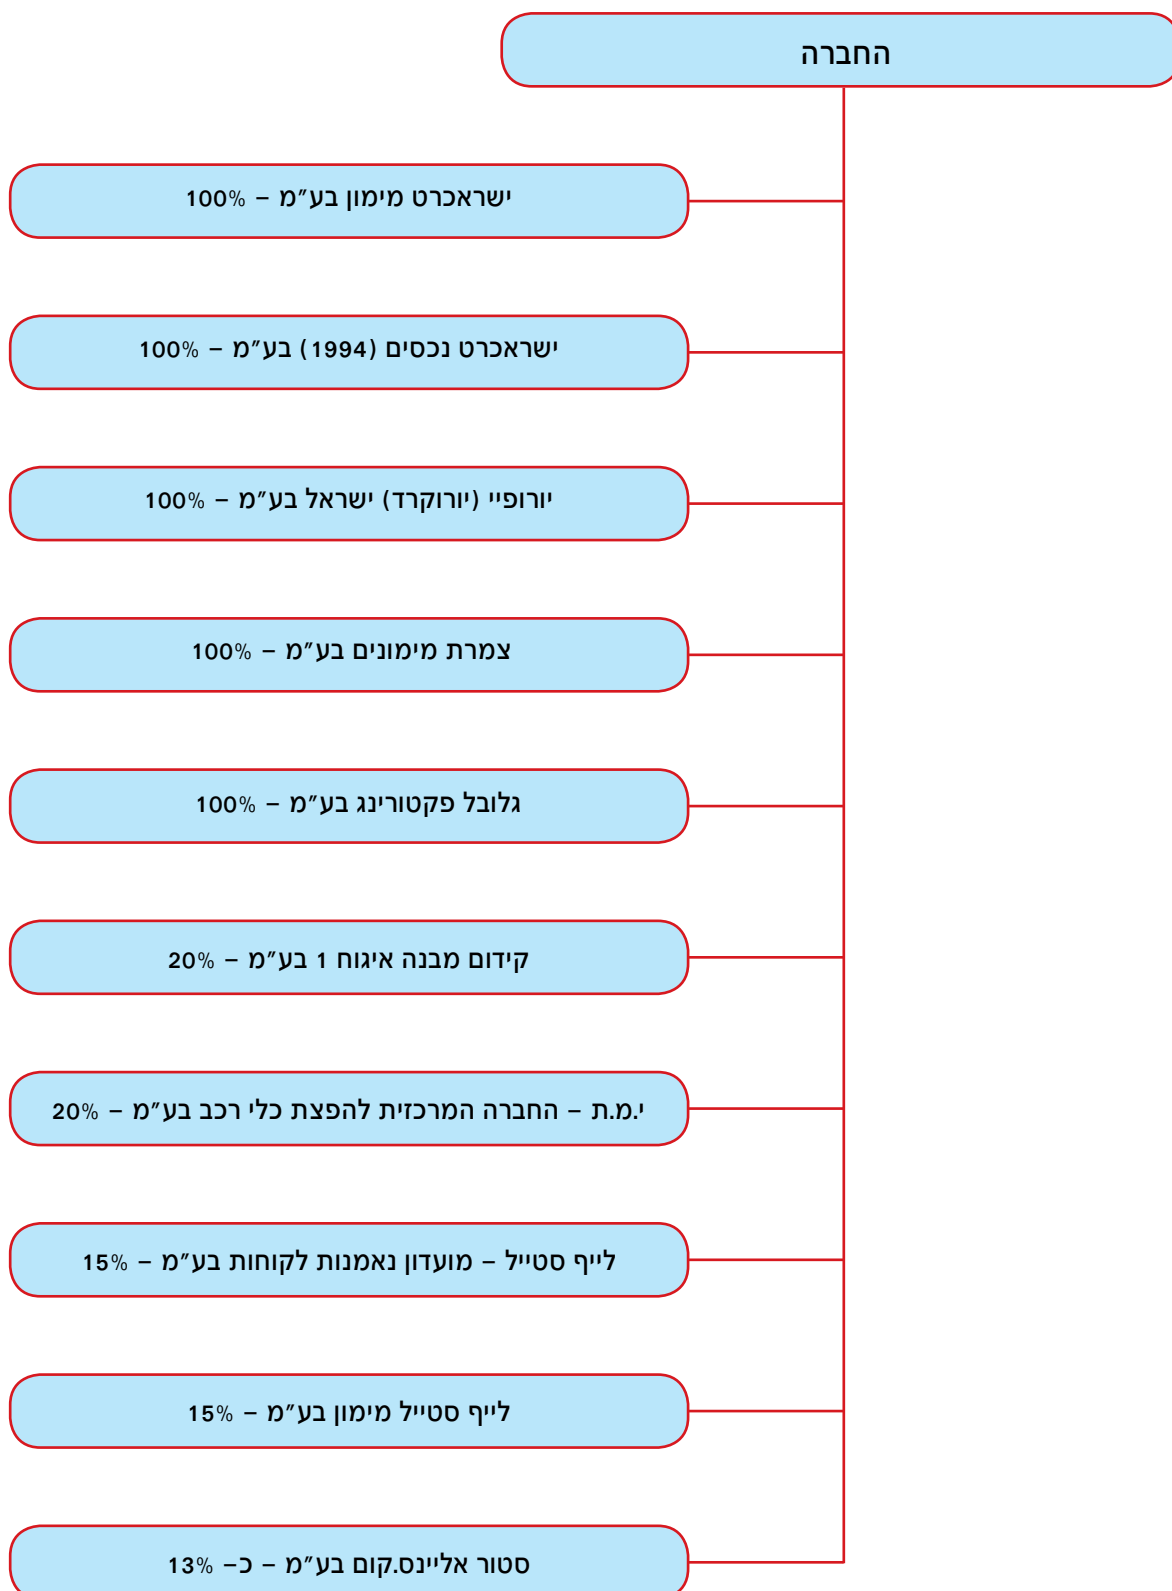 החברה
ישראכרט מימון בע״מ – 100%
ישראכרט נכסים (1994) בע״מ – 100%
יורופיי (יורוקרד) ישראל בע״מ – 100%
צמרת מימונים בע״מ – 100%
גלובל פקטורינג בע״מ – 100%
קידום מבנה איגוח 1 בע״מ – 20%
י.מ.ת – החברה המרכזית להפצת כלי רכב בע״מ – 20%
לייף סטייל – מועדון נאמנות לקוחות בע״מ – 15%
לייף סטייל מימון בע״מ – 15%
סטור אליינס.קום בע״מ – כ– 13%